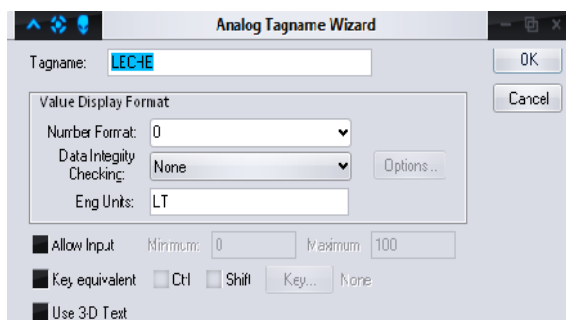 Analog Tagname Wizard
Tagname: LECHE OK
Value Display Format Cancel
Number Format: 0
Data Integrity
Checking: None Options...
Eng Units: LT
Allow Input Minimum: 0 Maximum 100
Key equivalent Ctrl Shift Key... None
Use 3-D Text